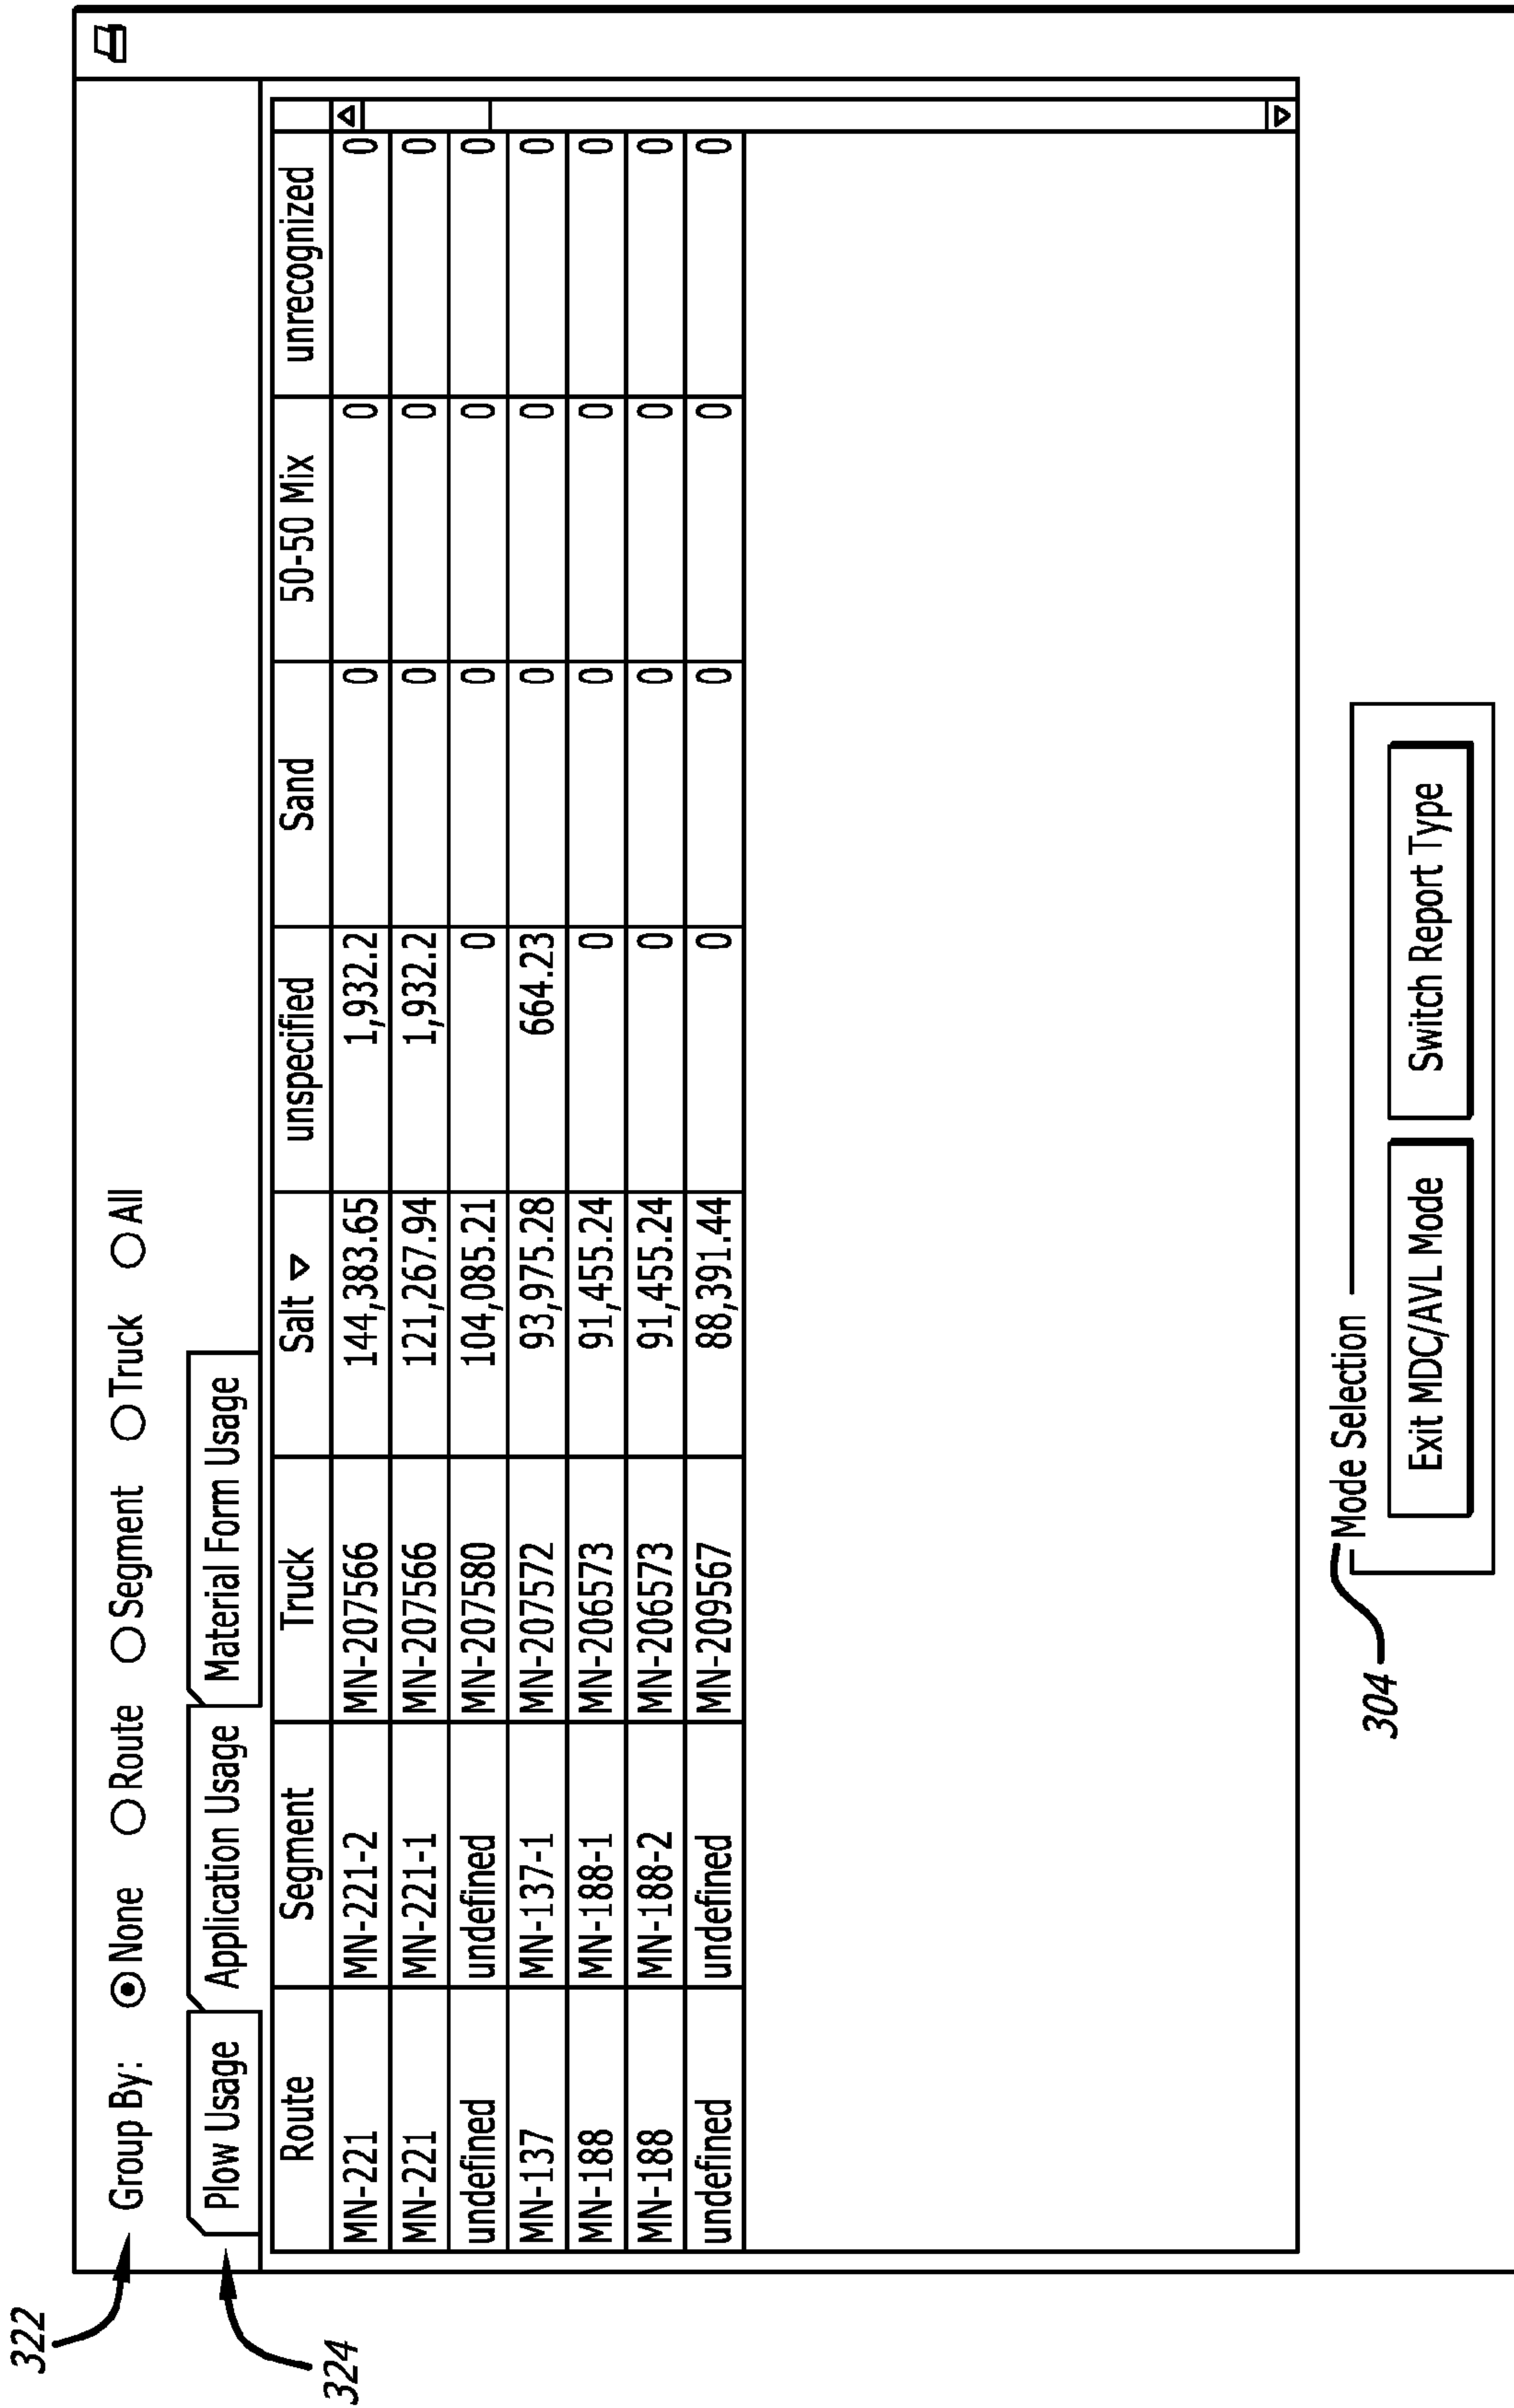 322
Group By: None Route Segment Truck All
324
Plow Usage Application Usage Material Form Usage
Route Segment Truck Salt unspecified Sand 50-50 Mix unrecognized
MN-221 MN-221-2 MN-207566 144,383.65 1,932.2 0 0 0
MN-221 MN-221-1 MN-207566 121,267.94 1,932.2 0 0 0
undefined undefined MN-207580 104,085.21 0 0 0 0
MN-137 MN-137-1 MN-207572 93,975.28 664.23 0 0 0
MN-188 MN-188-1 MN-206573 91,455.24 0 0 0 0
MN-188 MN-188-2 MN-206573 91,455.24 0 0 0 0
undefined undefined MN-209567 88,391.44 0 0 0 0
304
Mode Selection
Exit MDC/AVL Mode Switch Report Type